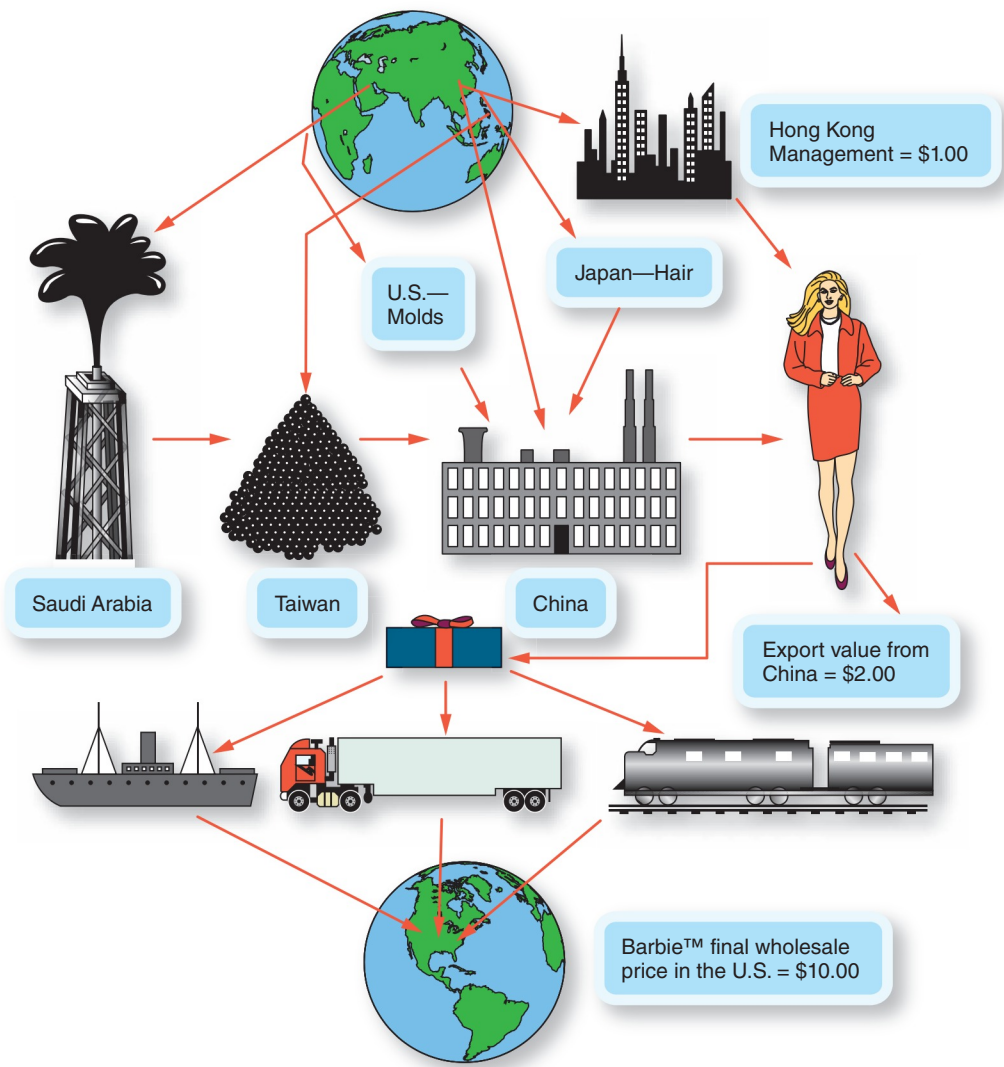 Hong Kong
Management = $1.00
U.S.—
Molds
Japan—Hair
Saudi Arabia
Taiwan
China
Export value from
China = $2.00
Barbie™ final wholesale
price in the U.S. = $10.00